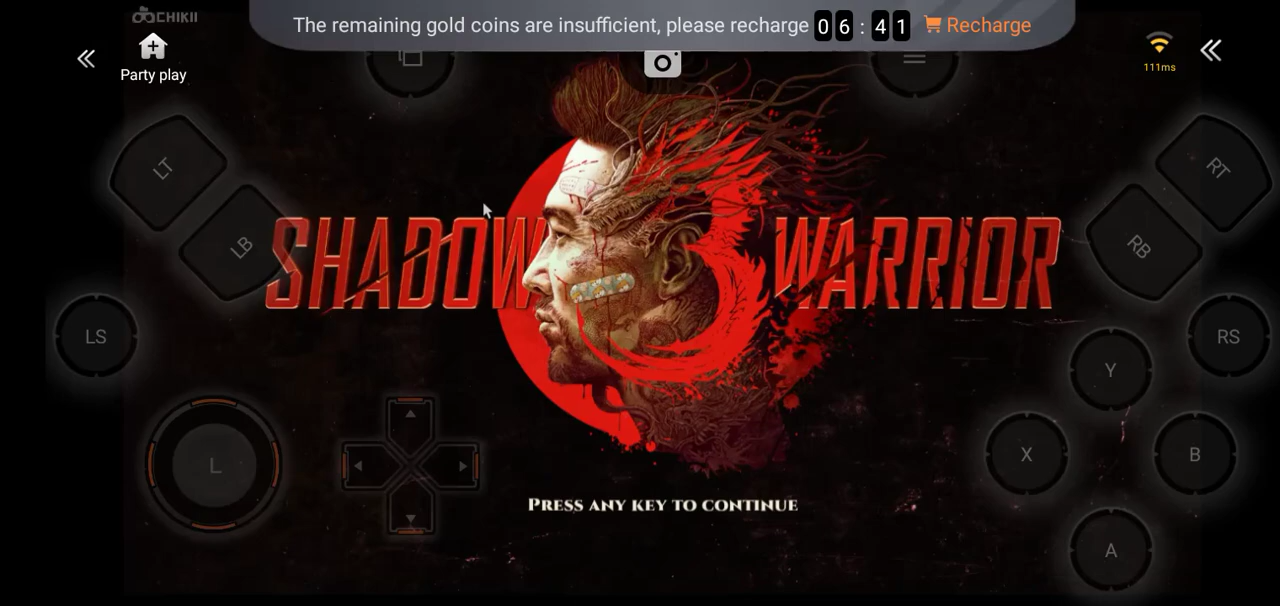 CHIKII
The remaining gold coins are insufficient, please recharge 06:41 Recharge
Party play
111ms
LT
RT
LB
RB
SHADOW WARRIOR
LS
RS
Y
L
X
B
PRESS ANY KEY TO CONTINUE
A